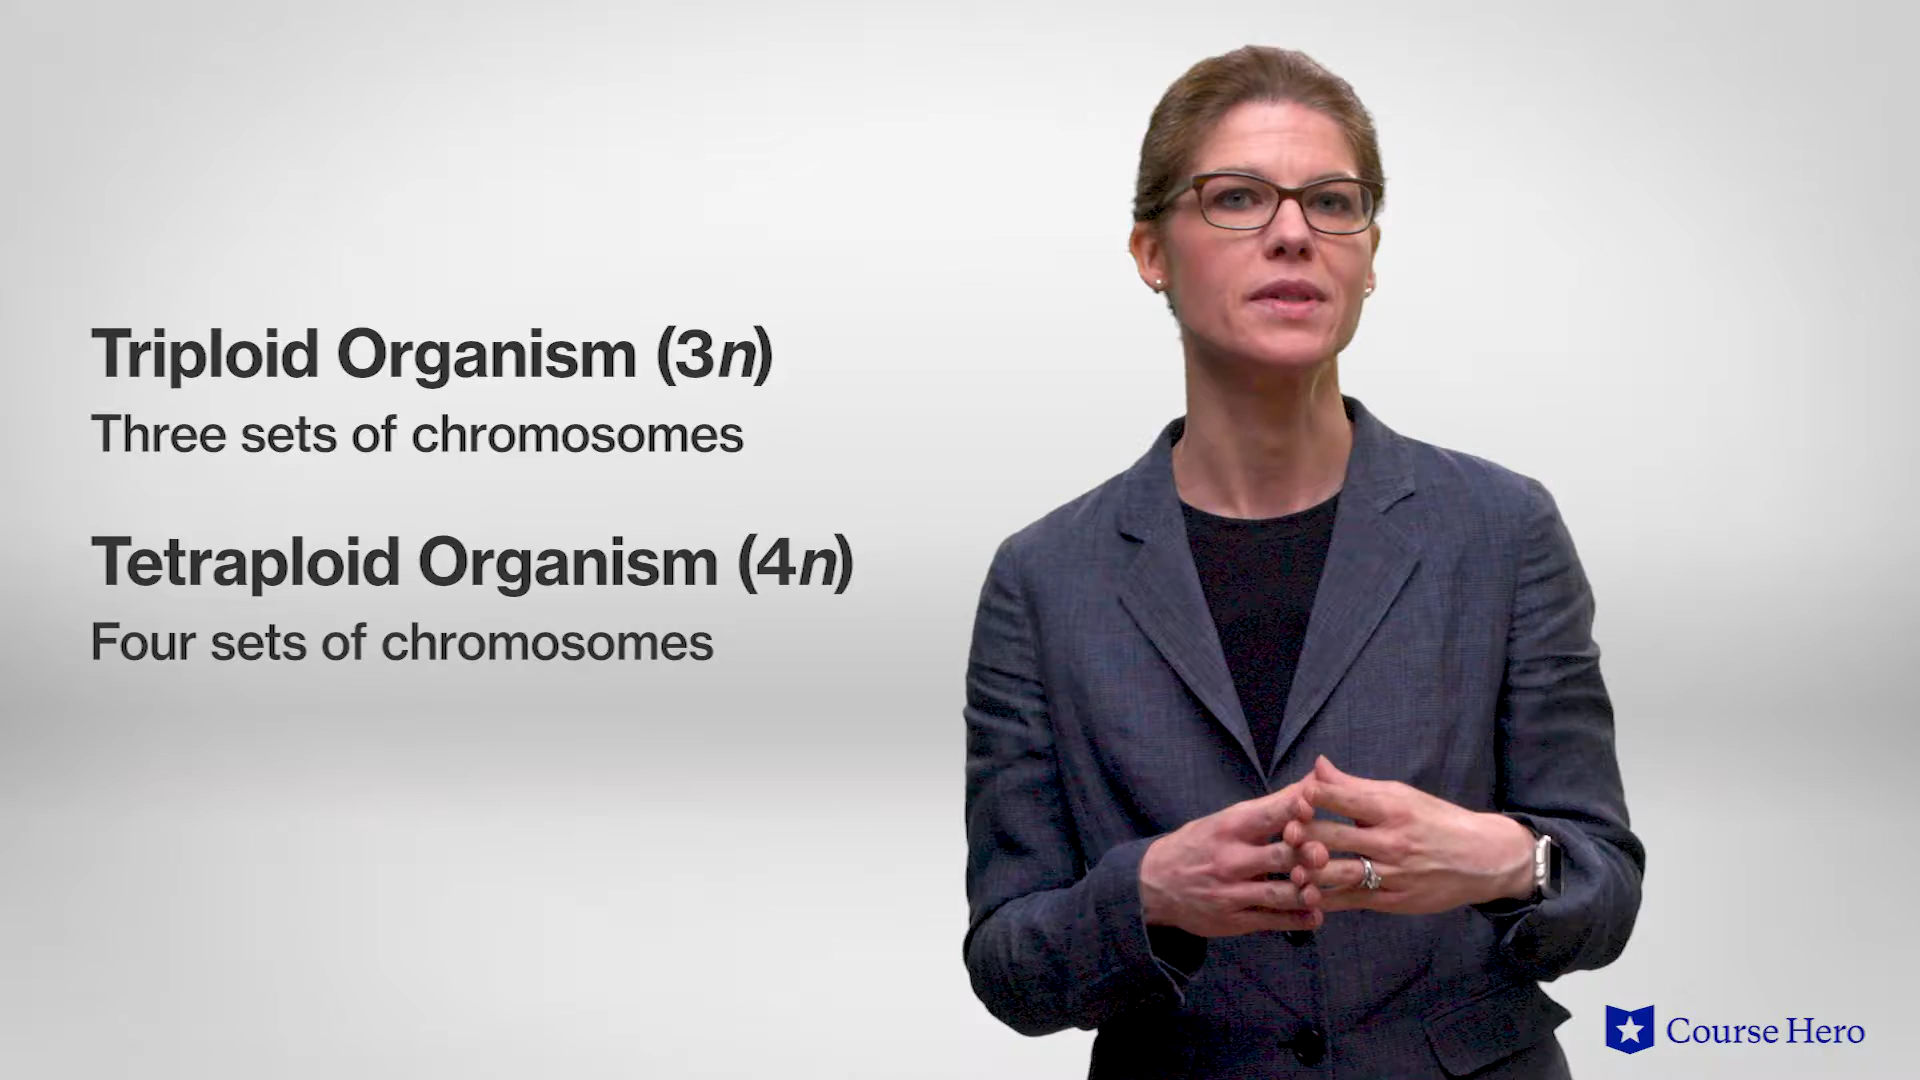 Triploid Organism (3n)
Three sets of chromosomes
Tetraploid Organism (4n)
Four sets of chromosomes
Course Hero